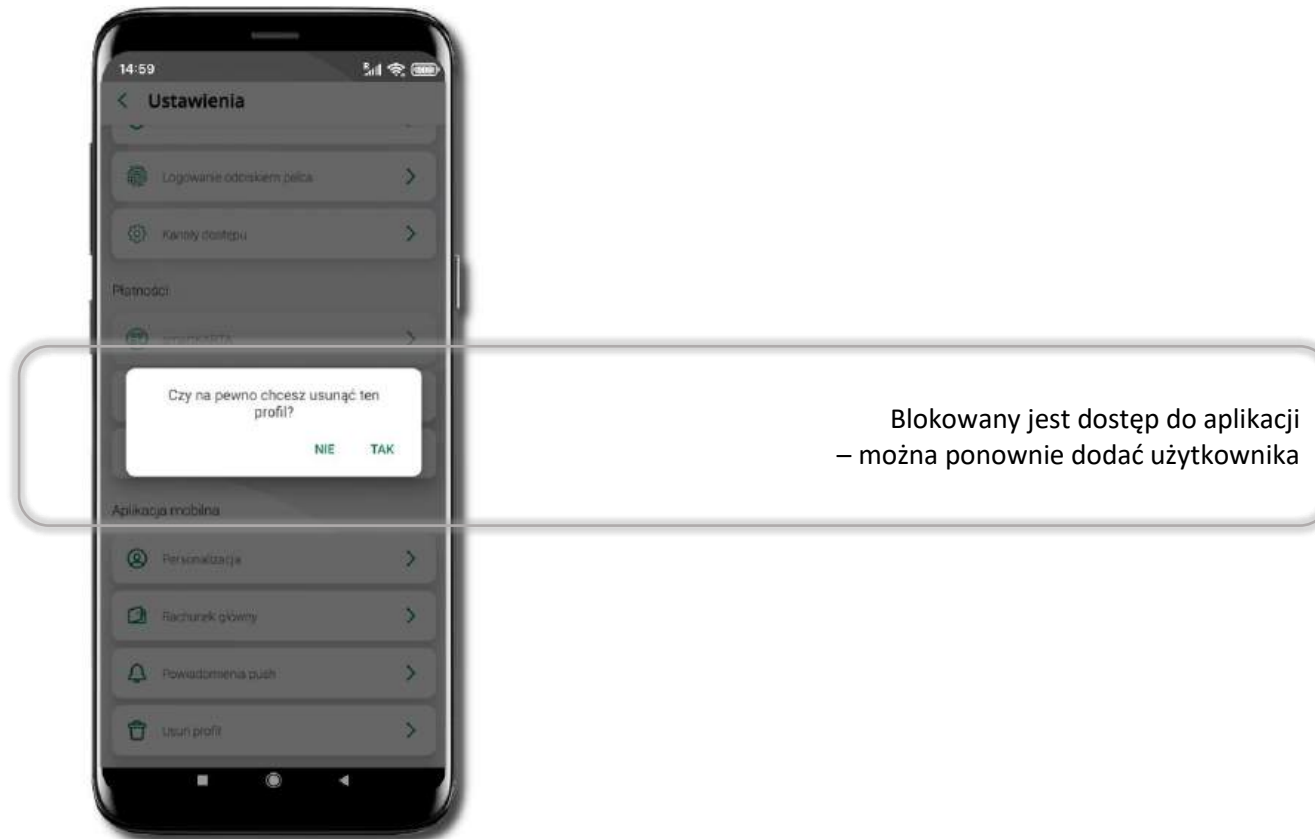 14:59
Ustawienia
Logowanie odciskiem palca
Kanały dostępu
Płatności
Czy na pewno chcesz usunąć ten
profil?
NIE TAK
Blokowany jest dostęp do aplikacji
– można ponownie dodać użytkownika
Aplikacja mobilna
Personalizacja
Rachunek główny
Powiadomienia push
Usuń profil